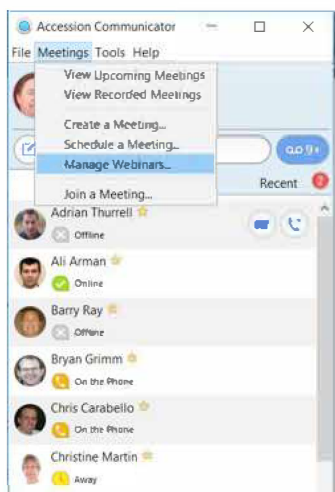 Accession Communicator
File Meetings Tools Help
View Upcoming Meetings
View Recorded Meetings
Create a Meeting...
Schedule a Meeting...
Manage Webinars...
Join a Meeting...
Recent
Adrian Thurrell
Offline
Ali Arman
Online
Barry Ray
Offline
Bryan Grimm
On the Phone
Chris Carabello
On the Phone
Christine Martin
Away